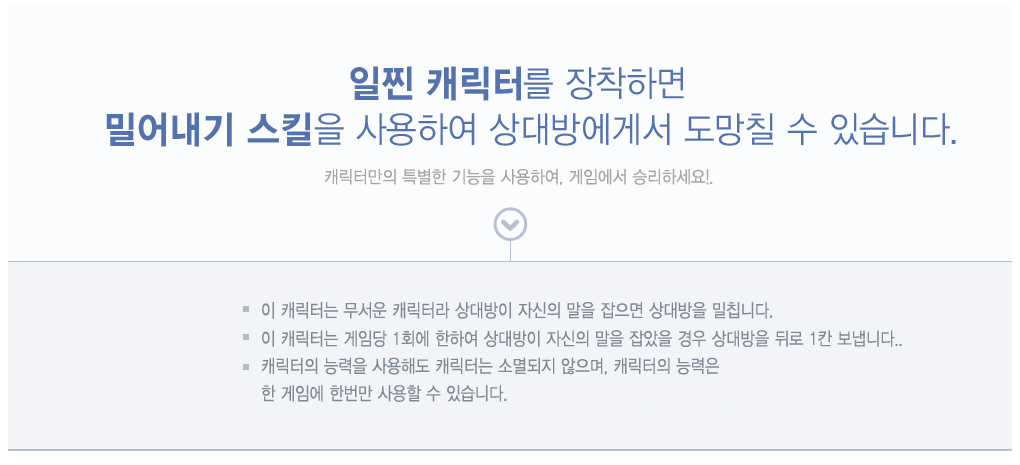 일찐 캐릭터를 장착하면
밀어내기 스킬을 사용하여 상대방에게서 도망칠 수 있습니다.
캐릭터만의 특별한 기능을 사용하여, 게임에서 승리하세요!.
이 캐릭터는 무서운 캐릭터라 상대방이 자신의 말을 잡으면 상대방을 밀칩니다.
이 캐릭터는 게임당 1회에 한하여 상대방이 자신의 말을 잡았을 경우 상대방을 뒤로 1칸 보냅니다..
캐릭터의 능력을 사용해도 캐릭터는 소멸되지 않으며, 캐릭터의 능력은
한 게임에 한번만 사용할 수 있습니다.